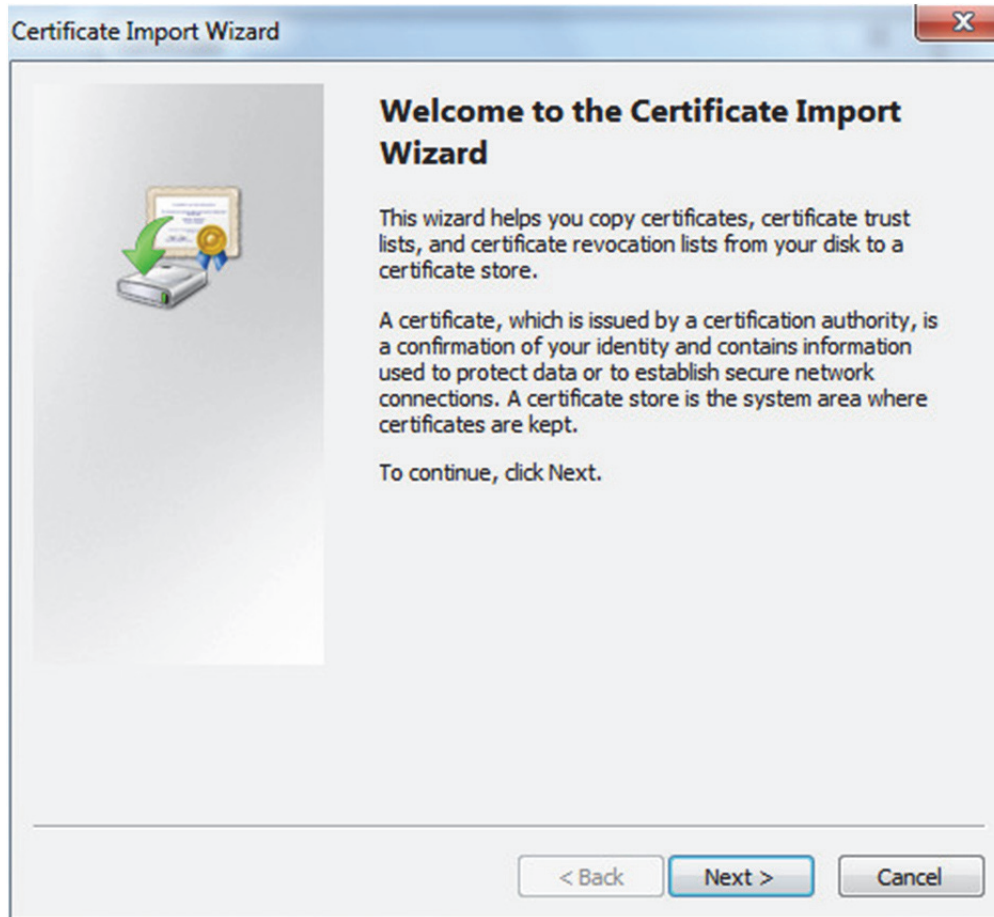 Certificate Import Wizard
x
Welcome to the Certificate Import
Wizard
This wizard helps you copy certificates, certificate trust
lists, and certificate revocation lists from your disk to a
certificate store.
A certificate, which is issued by a certification authority, is
a confirmation of your identity and contains information
used to protect data or to establish secure network
connections. A certificate store is the system area where
certificates are kept.
To continue, click Next.
< Back
Next >
Cancel